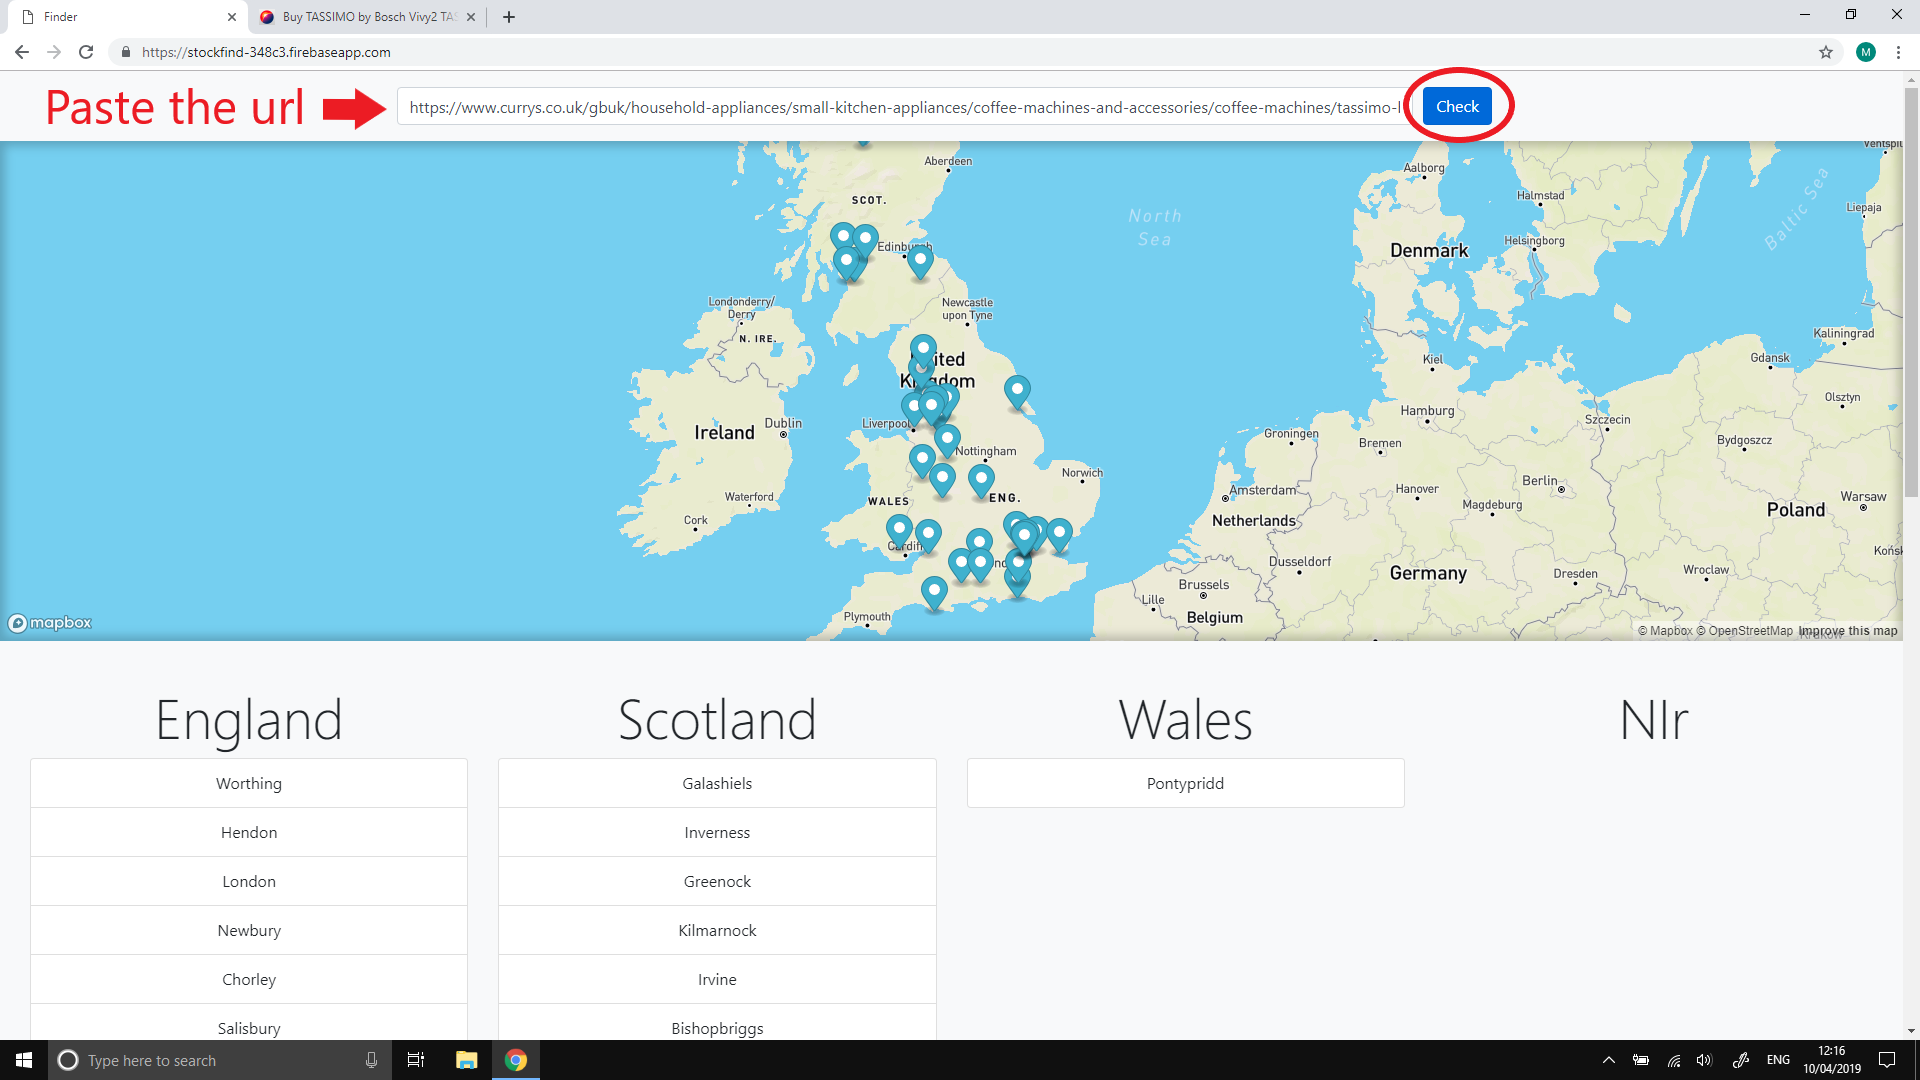 Finder
Buy TASSIMO by Bosch Vivy2 TAS
https://stockfind-348c3.firebaseapp.com
M
Paste the url
https://www.currys.co.uk/gbuk/household-appliances/small-kitchen-appliances/coffee-machines-and-accessories/coffee-machines/tassimo-
Check
Aberdeen
SCOT.
Edinburgh
Londonderry/
Derry
N. IRE.
Newcastle
upon Tyne
United
Kingdom
Ireland
Dublin
Liverpool
Nottingham
Norwich
WALES
ENG.
Waterford
Cork
Cardiff
Plymouth
North
Sea
Aalborg
Halmstad
Ventspil
Liepaja
Baltic Sea
Denmark
Helsingborg
Kaliningrad
Kiel
Gdansk
Hamburg
Szczecin
Olsztyn
Groningen
Bremen
Bydgoszcz
Amsterdam
Hanover
Berlin
Warsaw
Netherlands
Magdeburg
Poland
Dusseldorf
Germany
Dresden
Wroclaw
Końsk
Brussels
Lille
Belgium
mapbox
© Mapbox © OpenStreetMap Improve this map
England
Worthing
Hendon
London
Newbury
Chorley
Salisbury
Scotland
Galashiels
Inverness
Greenock
Kilmarnock
Irvine
Bishopbriggs
Wales
Pontypridd
NIr
Type here to search
ENG
12:16
10/04/2019